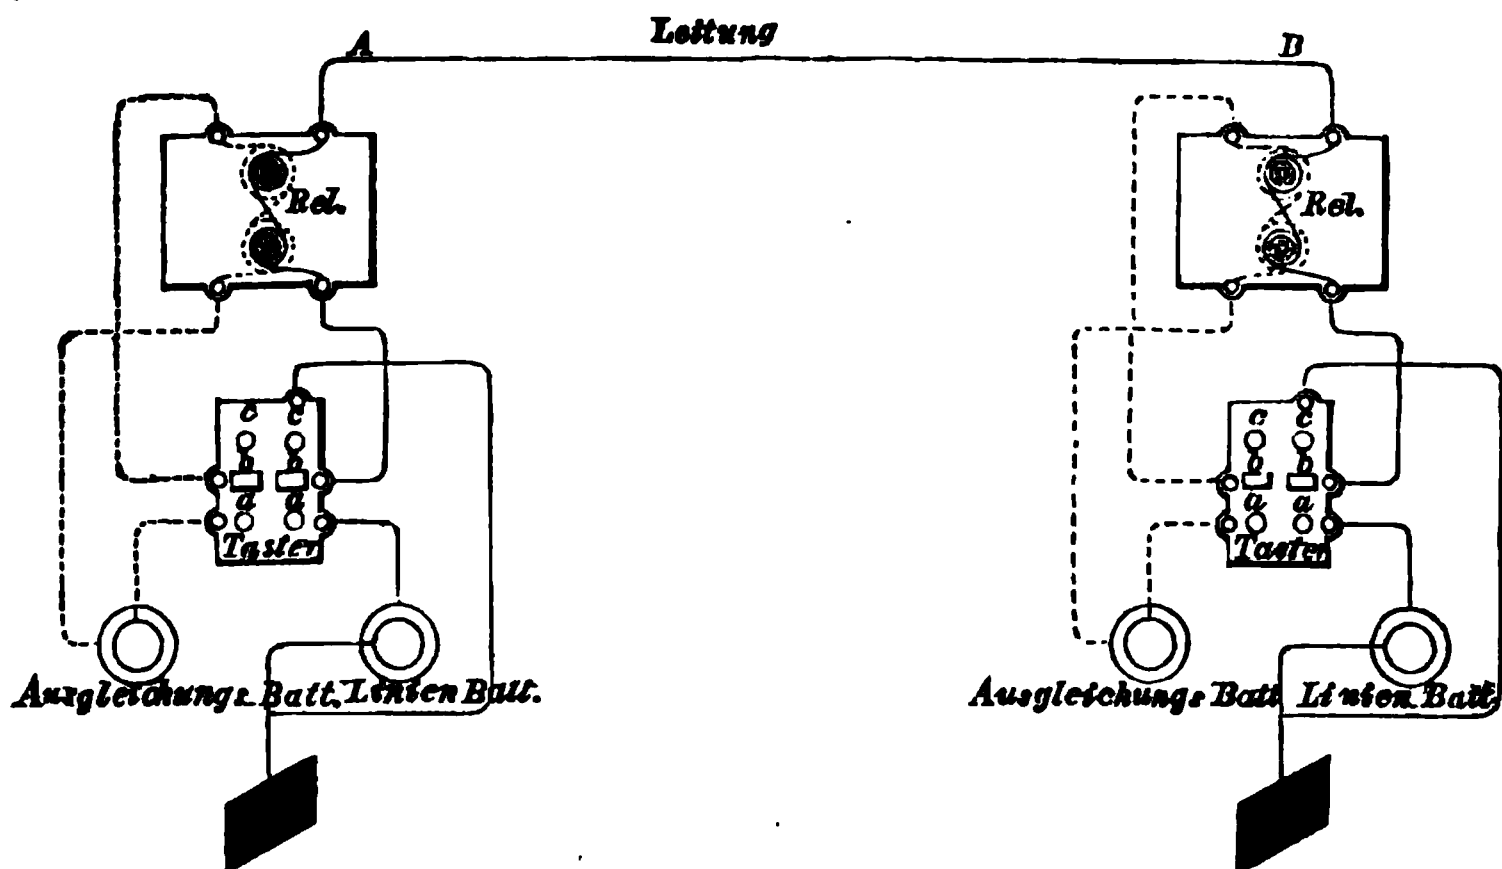 Leitung
A
B
Rel.
Rel.
c c
b b
a a
Taster
c c
b b
a a
Taster
Ausgleichungs Batt. Linien Batt.
Ausgleichungs Batt Linien Batt.